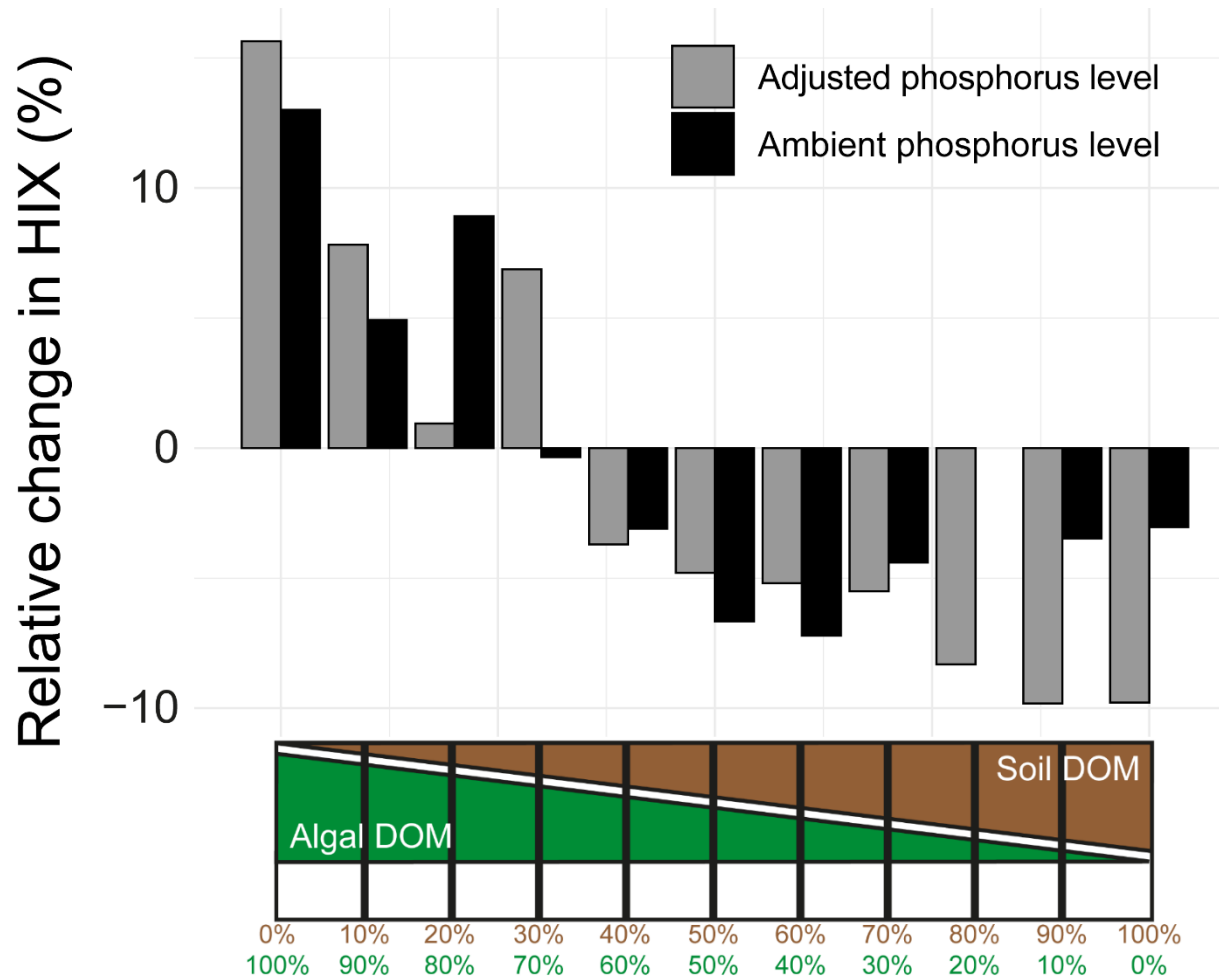 Relative change in HIX (%)
Adjusted phosphorus level
Ambient phosphorus level
10
0
−10
Soil DOM
Algal DOM
0% 10% 20% 30% 40% 50% 60% 70% 80% 90% 100%
100% 90% 80% 70% 60% 50% 40% 30% 20% 10% 0%